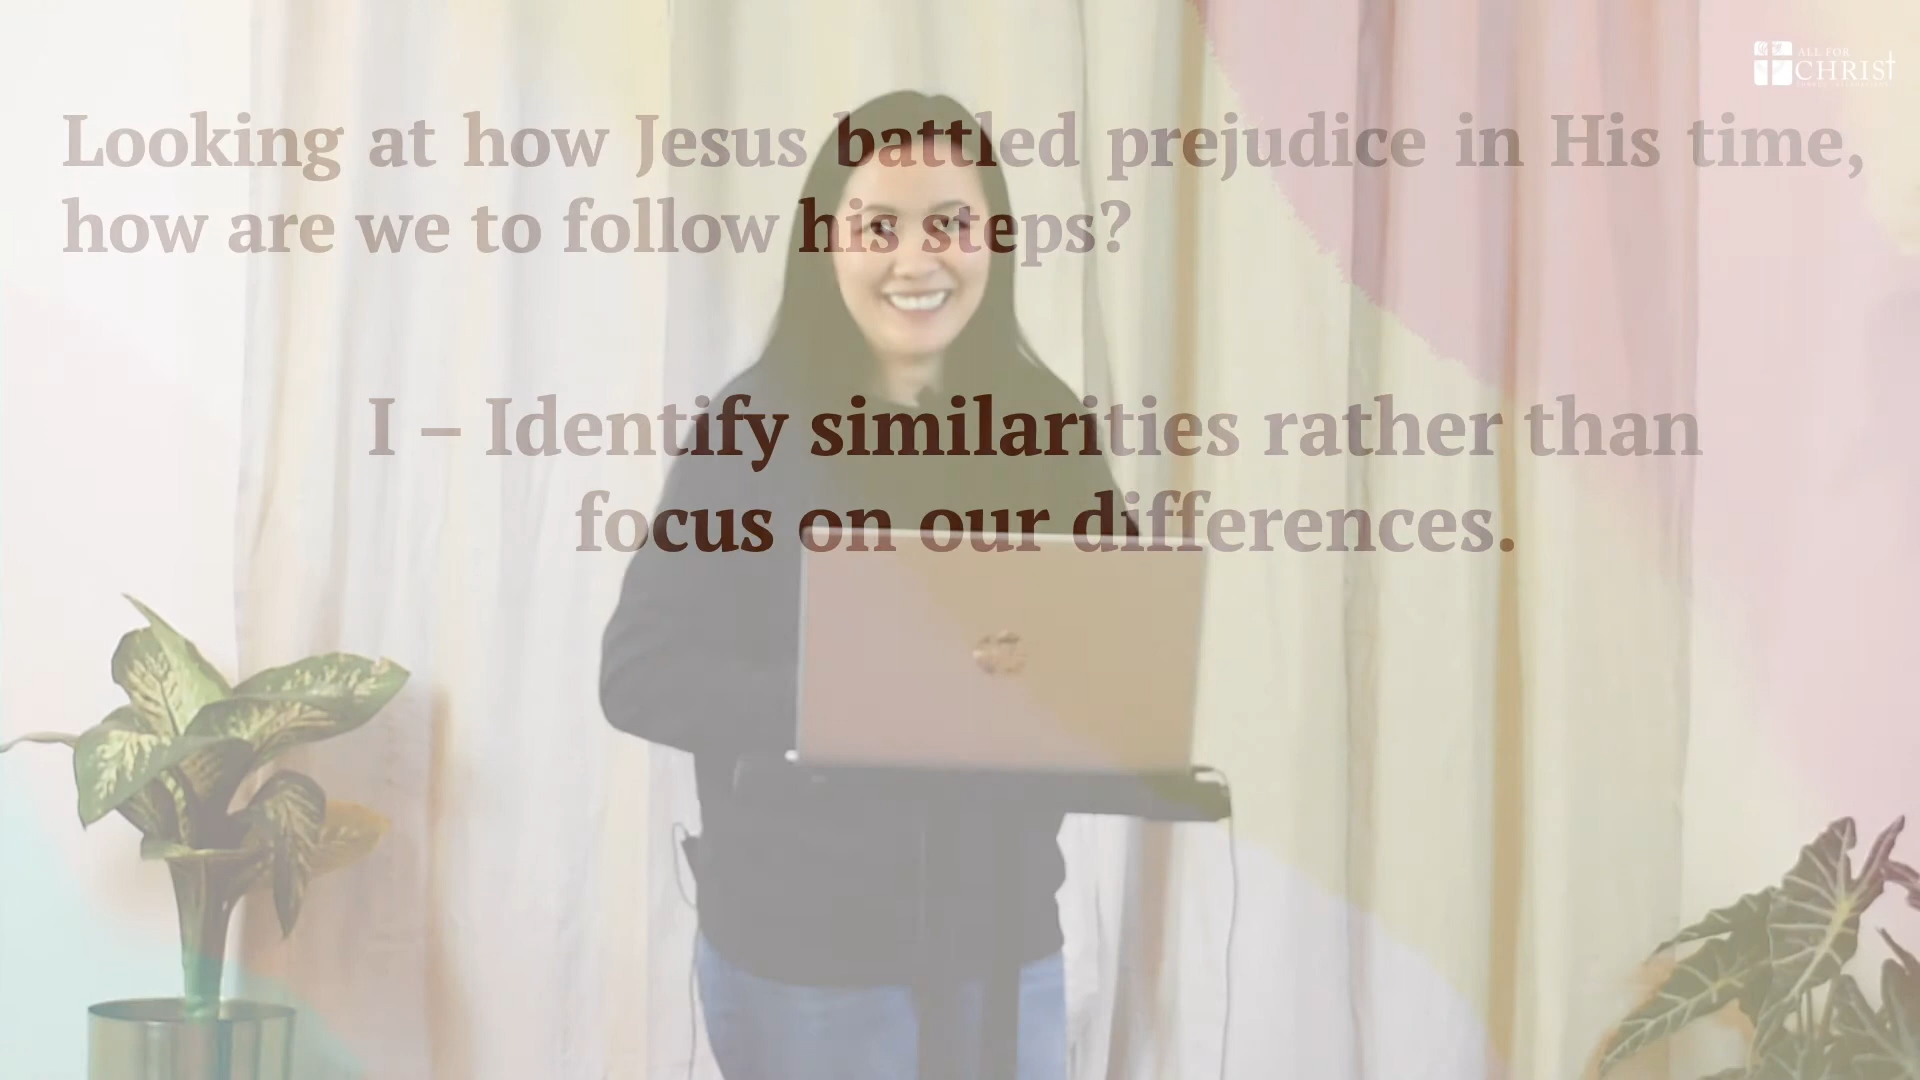 ALL FOR
CHRIST
Looking at how Jesus battled prejudice in His time,
how are we to follow his steps?
I – Identify similarities rather than
focus on our differences.